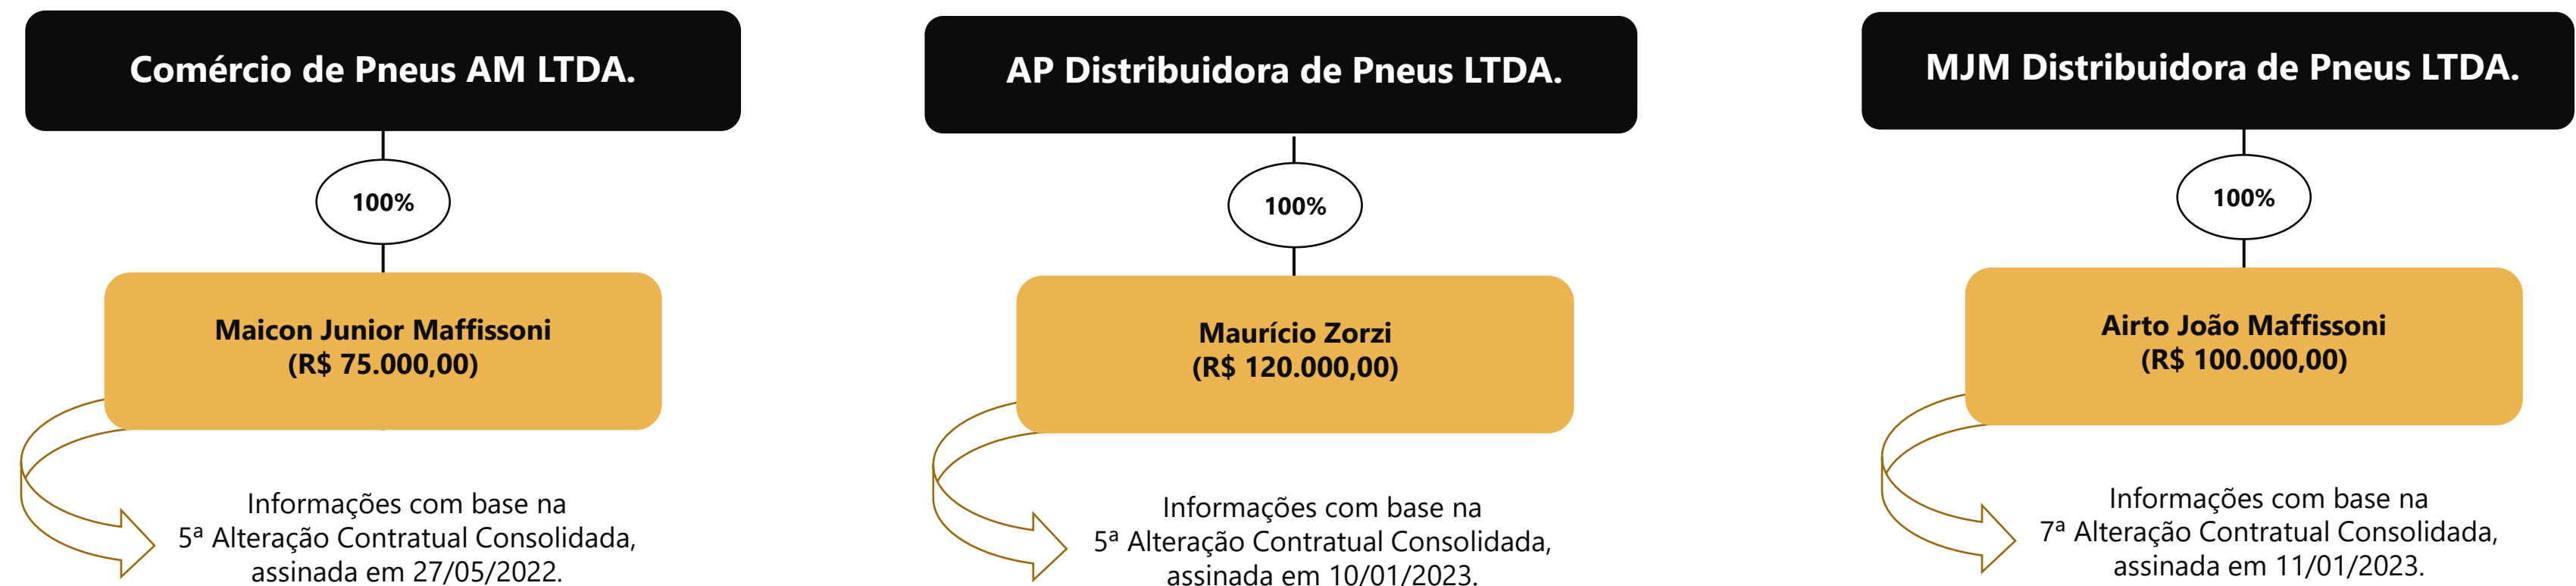 Comércio de Pneus AM LTDA.
100%
Maicon Junior Maffissoni
(R$ 75.000,00)
Informações com base na
5ª Alteração Contratual Consolidada,
assinada em 27/05/2022.
AP Distribuidora de Pneus LTDA.
100%
Maurício Zorzi
(R$ 120.000,00)
Informações com base na
5ª Alteração Contratual Consolidada,
assinada em 10/01/2023.
MJM Distribuidora de Pneus LTDA.
100%
Airto João Maffissoni
(R$ 100.000,00)
Informações com base na
7ª Alteração Contratual Consolidada,
assinada em 11/01/2023.